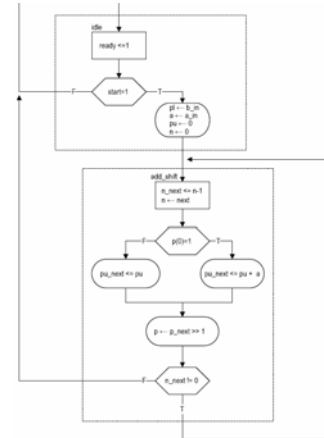 idle
ready <=1
F
start=1
T
pl ← b_in
a ← a_in
pu ← 0
n ← 0
add_shift
n_next <= n-1
n ← next
F
p(0)=1
T
pu_next <= pu
pu_next <= pu + a
p ← p_next >> 1
F
n_next != 0
T